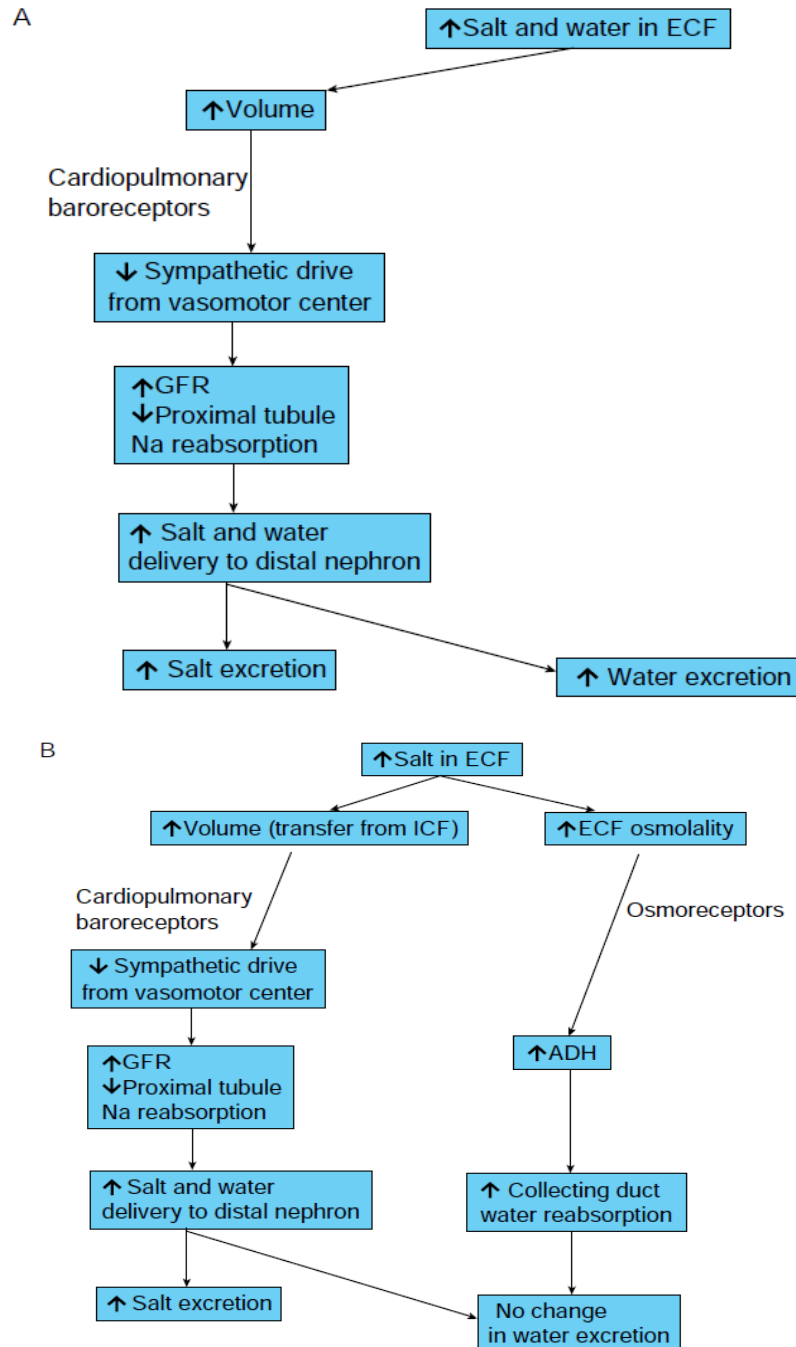 A
↑Salt and water in ECF
↑Volume
Cardiopulmonary
baroreceptors
↓ Sympathetic drive
from vasomotor center
↑GFR
↓Proximal tubule
Na reabsorption
↑ Salt and water
delivery to distal nephron
↑ Salt excretion
↑ Water excretion
B
↑Salt in ECF
↑Volume (transfer from ICF)
↑ECF osmolality
Cardiopulmonary
baroreceptors
Osmoreceptors
↓ Sympathetic drive
from vasomotor center
↑GFR
↓Proximal tubule
Na reabsorption
↑ADH
↑ Salt and water
delivery to distal nephron
↑ Collecting duct
water reabsorption
↑ Salt excretion
No change
in water excretion